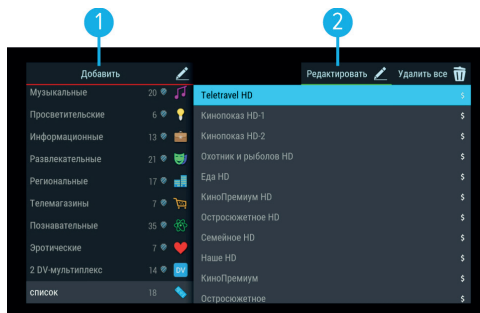 1
2
Добавить
Редактировать
Удалить все
Музыкальные 20
Просветительские 6
Информационные 13
Развлекательные 21
Региональные 17
Телемагазины 7
Познавательные 35
Эротические 7
2 DV-мультиплекс 14 DV
список 18
Teletravel HD $
Кинопоказ HD-1 $
Кинопоказ HD-2 $
Охотник и рыболов HD $
Еда HD $
КиноПремиум HD $
Остросюжетное HD $
Семейное HD $
Наше HD $
КиноПремиум $
Остросюжетное $